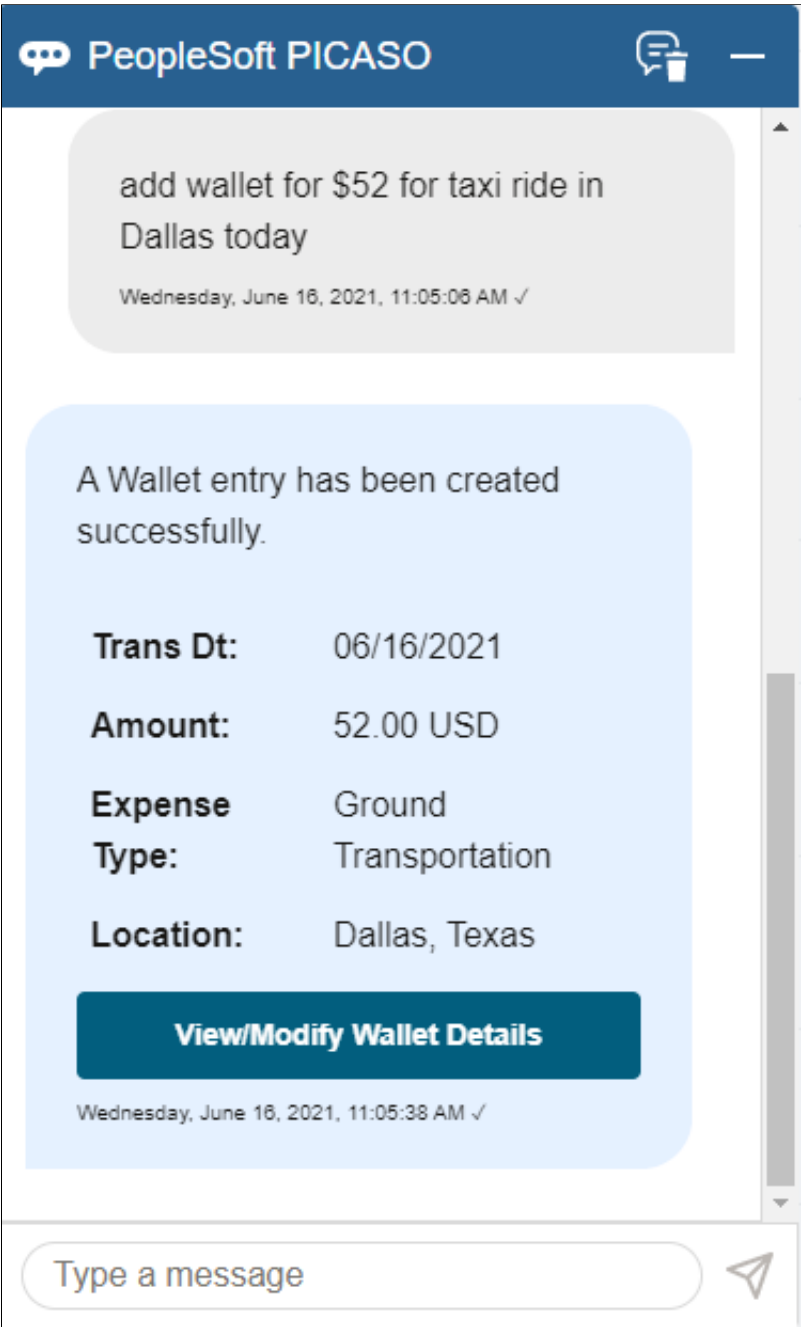 PeopleSoft PICASO
add wallet for $52 for taxi ride in
Dallas today
Wednesday, June 16, 2021, 11:05:06 AM ✓
A Wallet entry has been created
successfully.
Trans Dt: 06/16/2021
Amount: 52.00 USD
Expense Ground
Type: Transportation
Location: Dallas, Texas
View/Modify Wallet Details
Wednesday, June 16, 2021, 11:05:38 AM ✓
Type a message